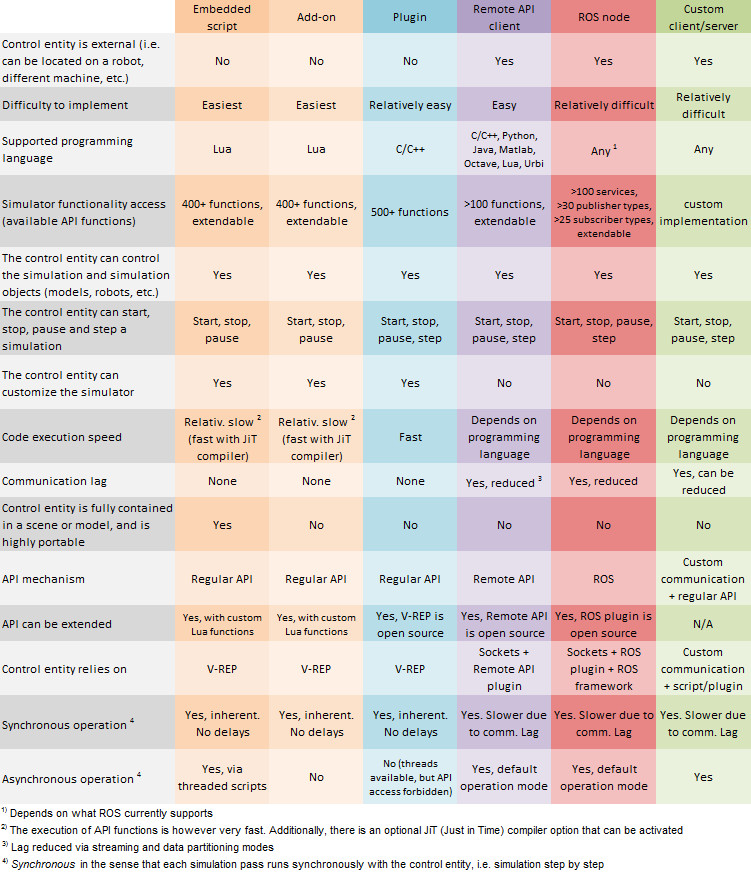 Embedded script	Add-on	Plugin	Remote API client	ROS node	Custom client/server
Control entity is external (i.e. can be located on a robot, different machine, etc.)	No	No	No	Yes	Yes	Yes
Difficulty to implement	Easiest	Easiest	Relatively easy	Easy	Relatively difficult	Relatively difficult
Supported programming language	Lua	Lua	C/C++	C/C++, Python, Java, Matlab, Octave, Lua, Urbi	Any 1	Any
Simulator functionality access (available API functions)	400+ functions, extendable	400+ functions, extendable	500+ functions	>100 functions, extendable	>100 services, >30 publisher types, >25 subscriber types, extendable	custom implementation
The control entity can control the simulation and simulation objects (models, robots, etc.)	Yes	Yes	Yes	Yes	Yes	Yes
The control entity can start, stop, pause and step a simulation	Start, stop, pause	Start, stop, pause	Start, stop, pause, step	Start, stop, pause, step	Start, stop, pause, step	Start, stop, pause, step
The control entity can customize the simulator	Yes	Yes	Yes	No	No	No
Code execution speed	Relativ. slow 2 (fast with JiT compiler)	Relativ. slow 2 (fast with JiT compiler)	Fast	Depends on programming language	Depends on programming language	Depends on programming language
Communication lag	None	None	None	Yes, reduced 3	Yes, reduced	Yes, can be reduced
Control entity is fully contained in a scene or model, and is highly portable	Yes	No	No	No	No	No
API mechanism	Regular API	Regular API	Regular API	Remote API	ROS	Custom communication + regular API
API can be extended	Yes, with custom Lua functions	Yes, with custom Lua functions	Yes, V-REP is open source	Yes, Remote API is open source	Yes, ROS plugin is open source	N/A
Control entity relies on	V-REP	V-REP	V-REP	Sockets + Remote API plugin	Sockets + ROS plugin + ROS framework	Custom communication + script/plugin
Synchronous operation 4	Yes, inherent. No delays	Yes, inherent. No delays	Yes, inherent. No delays	Yes. Slower due to comm. Lag	Yes. Slower due to comm. Lag	Yes. Slower due to comm. Lag
Asynchronous operation 4	Yes, via threaded scripts	No	No (threads available, but API access forbidden)	Yes, default operation mode	Yes, default operation mode	Yes
1) Depends on what ROS currently supports
2) The execution of API functions is however very fast. Additionally, there is an optional JiT (Just in Time) compiler option that can be activated
3) Lag reduced via streaming and data partitioning modes
4) Synchronous in the sense that each simulation pass runs synchronously with the control entity, i.e. simulation step by step